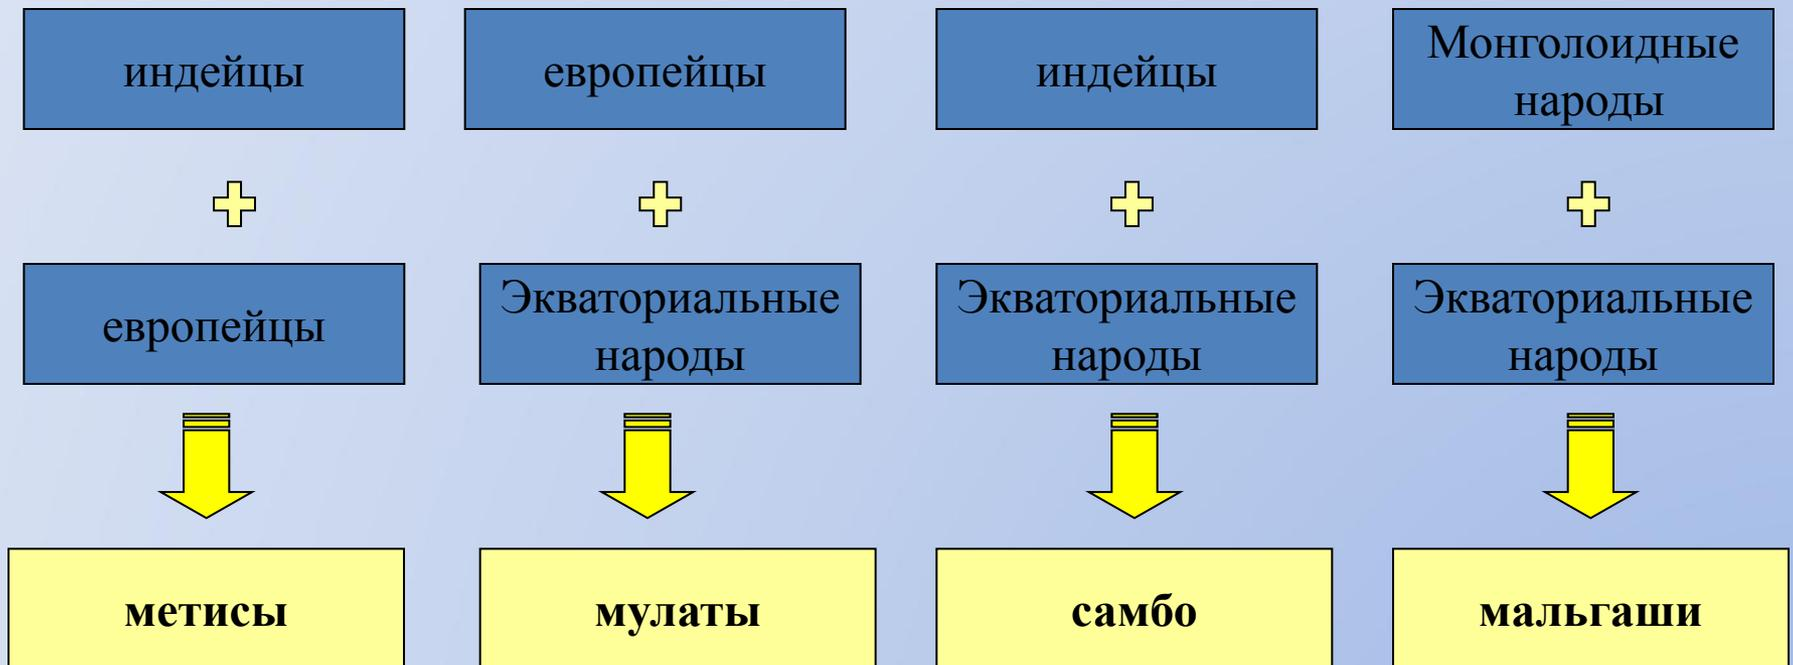 индейцы
европейцы
индейцы
Монголоидные
народы
европейцы
Экваториальные
народы
Экваториальные
народы
Экваториальные
народы
метисы
мулаты
самбо
мальгаши